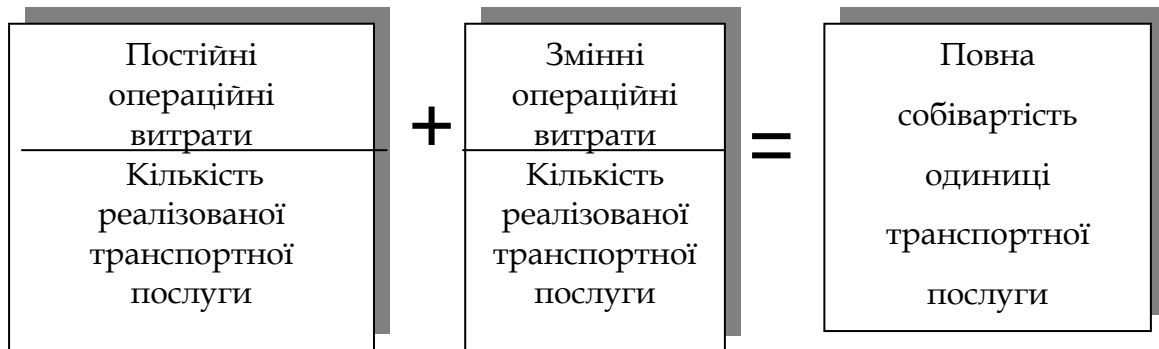 Постійні
операційні
витрати
Кількість
реалізованої
транспортної
послуги
+
Змінні
операційні
витрати
Кількість
реалізованої
транспортної
послуги
=
Повна
собівартість
одиниці
транспортної
послуги